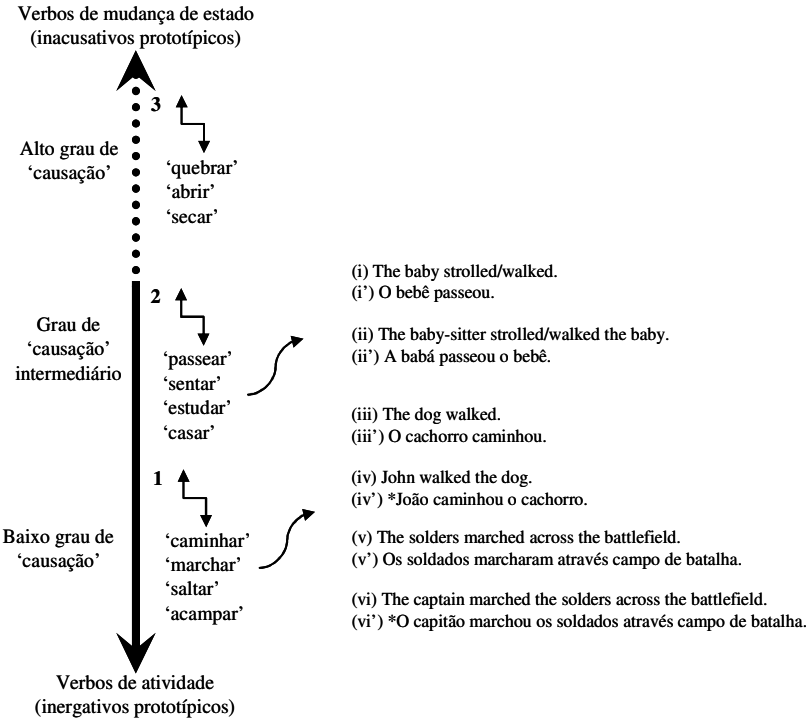 Verbos de mudança de estado
(inacusativos prototípicos)
3
Alto grau de
‘causação’
‘quebrar’
‘abrir’
‘secar’
2
Grau de
‘causação’
intermediário
‘passear’
‘sentar’
‘estudar’
‘casar’
(i) The baby strolled/walked.
(i’) O bebê passeou.
(ii) The baby-sitter strolled/walked the baby.
(ii’) A babá passeou o bebê.
(iii) The dog walked.
(iii’) O cachorro caminhou.
1
Baixo grau de
‘causação’
‘caminhar’
‘marchar’
‘saltar’
‘acampar’
(iv) John walked the dog.
(iv’) *João caminhou o cachorro.
(v) The solders marched across the battlefield.
(v’) Os soldados marcharam através campo de batalha.
(vi) The captain marched the solders across the battlefield.
(vi’) *O capitão marchou os soldados através campo de batalha.
Verbos de atividade
(inergativos prototípicos)